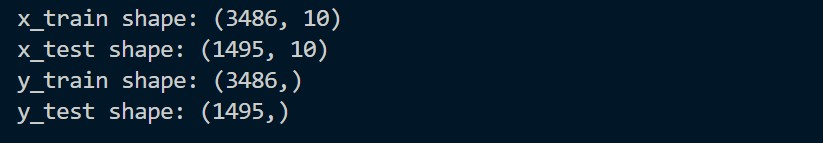 x_train shape: (3486, 10)
x_test shape: (1495, 10)
y_train shape: (3486,)
y_test shape: (1495,)